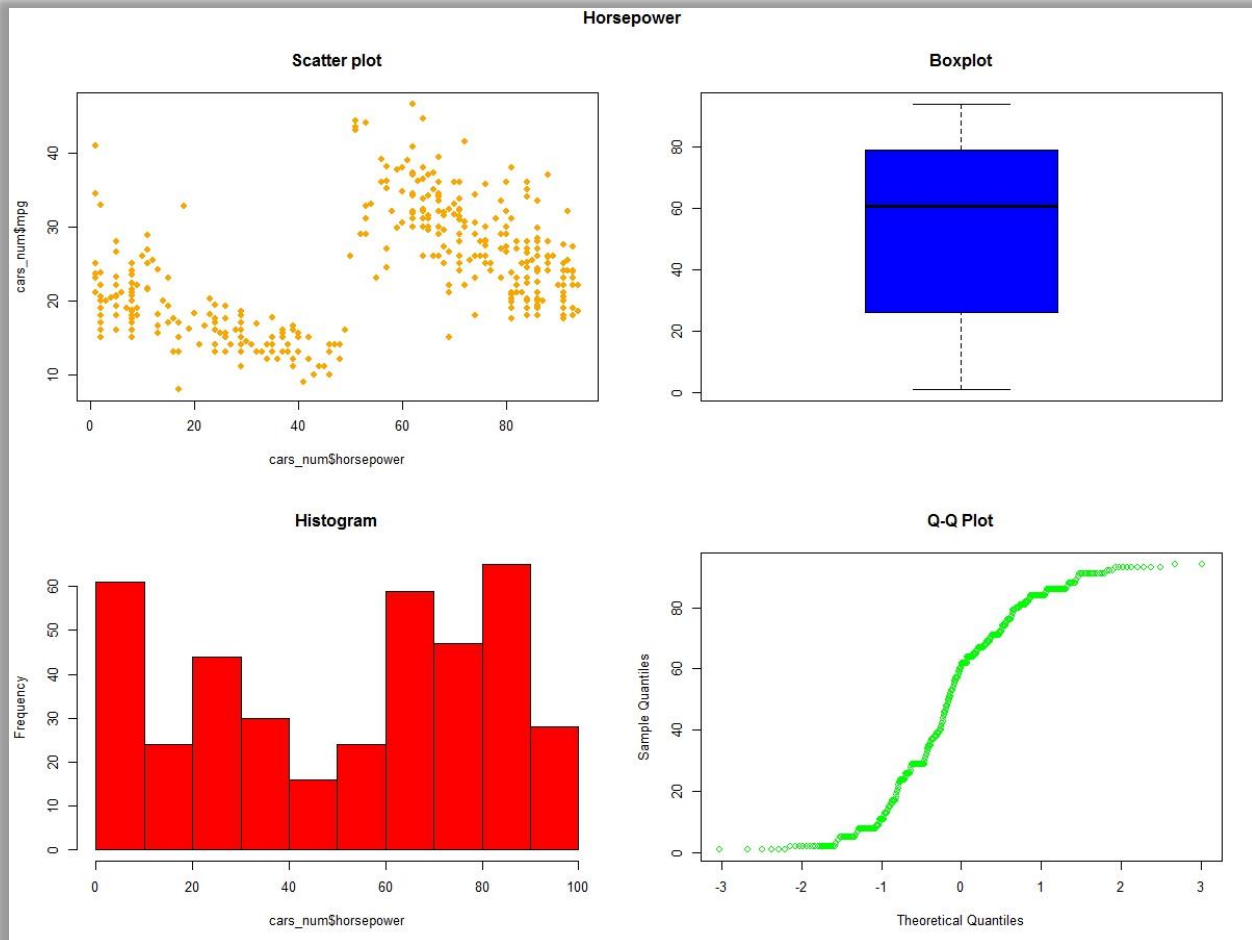 Horsepower
Scatter plot
cars_num$mpg
10 20 30 40
0 20 40 60 80
cars_num$horsepower
Boxplot
0 20 40 60 80
Histogram
Frequency
0 10 20 30 40 50 60
0 20 40 60 80 100
cars_num$horsepower
Q-Q Plot
Sample Quantiles
0 20 40 60 80
-3 -2 -1 0 1 2 3
Theoretical Quantiles